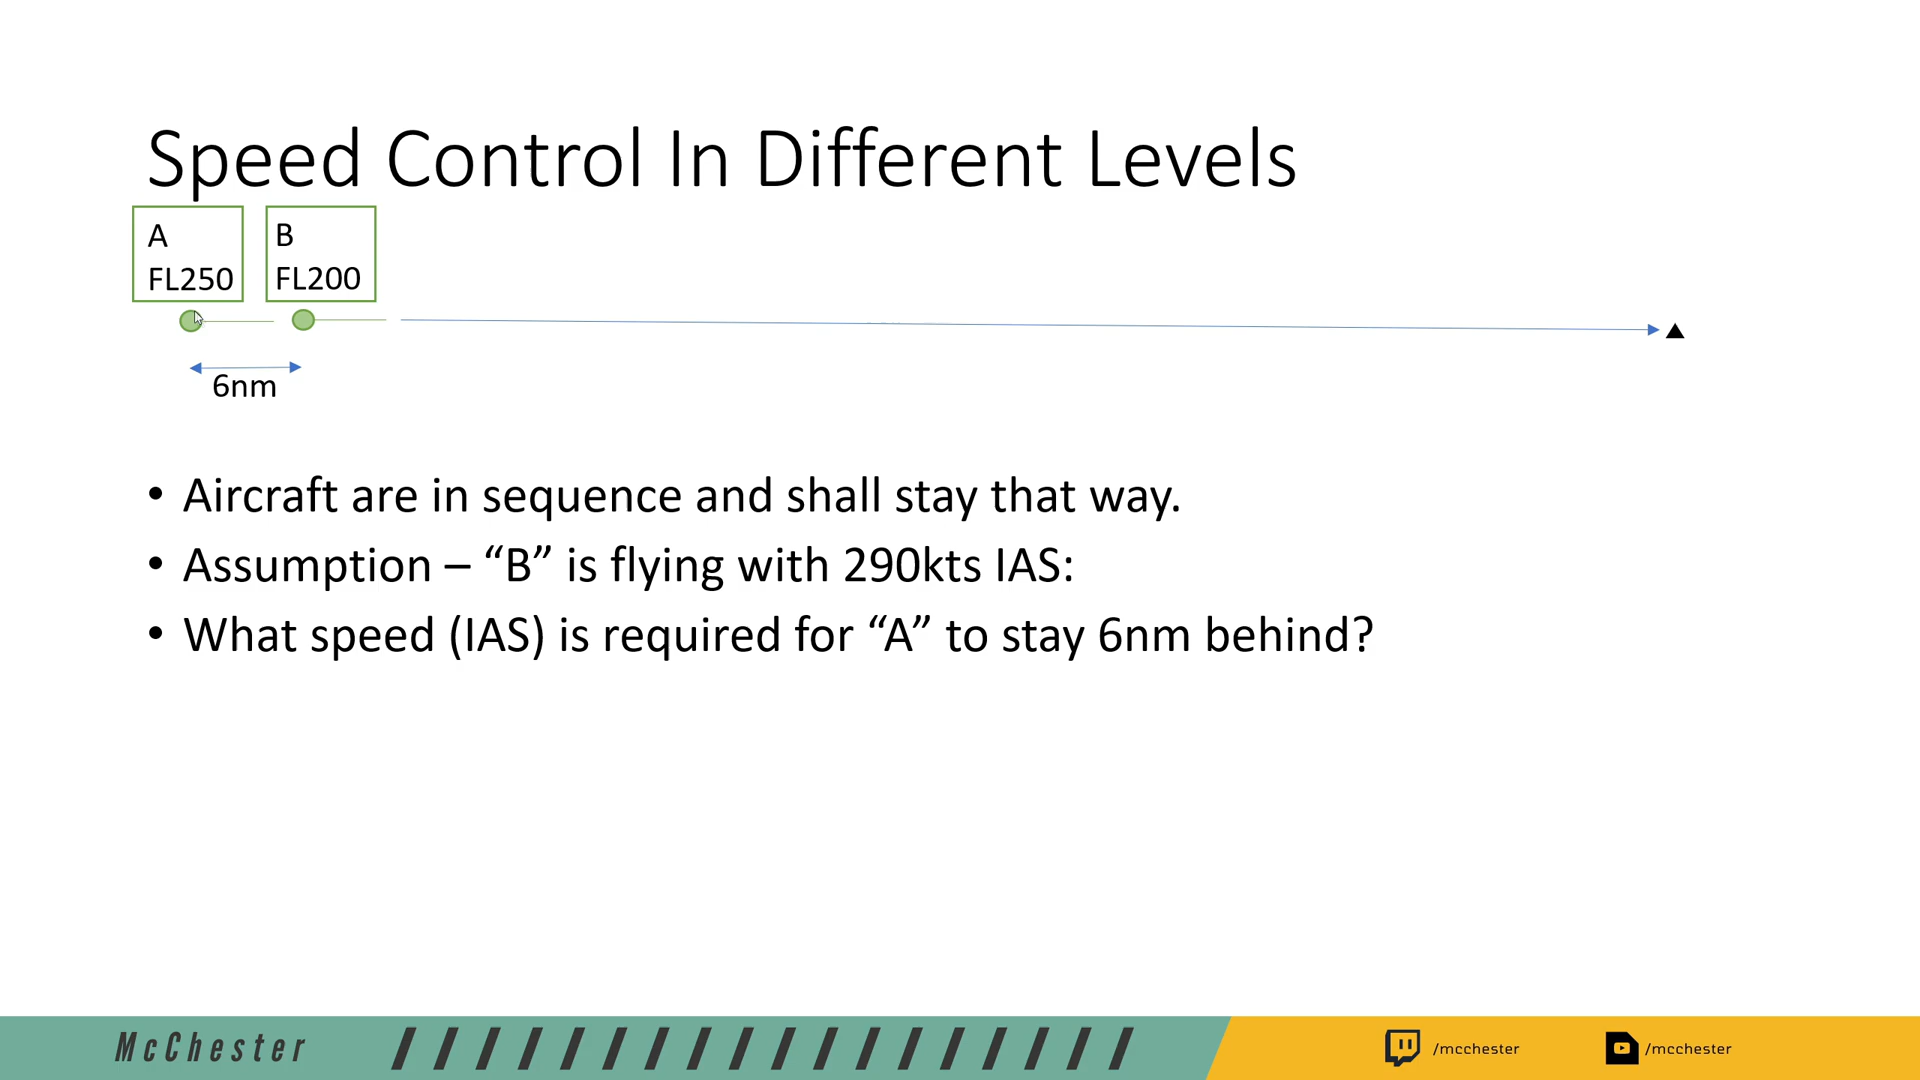 Speed Control In Different Levels
A
FL250
B
FL200
6nm
• Aircraft are in sequence and shall stay that way.
• Assumption – “B” is flying with 290kts IAS:
• What speed (IAS) is required for “A” to stay 6nm behind?
McChester
/mcchester
/mcchester